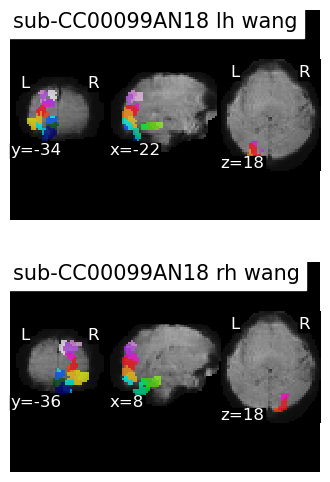 sub-CC00099AN18 lh wang
L R L R
y=-34 x=-22 z=18
sub-CC00099AN18 rh wang
L R L R
y=-36 x=8 z=18